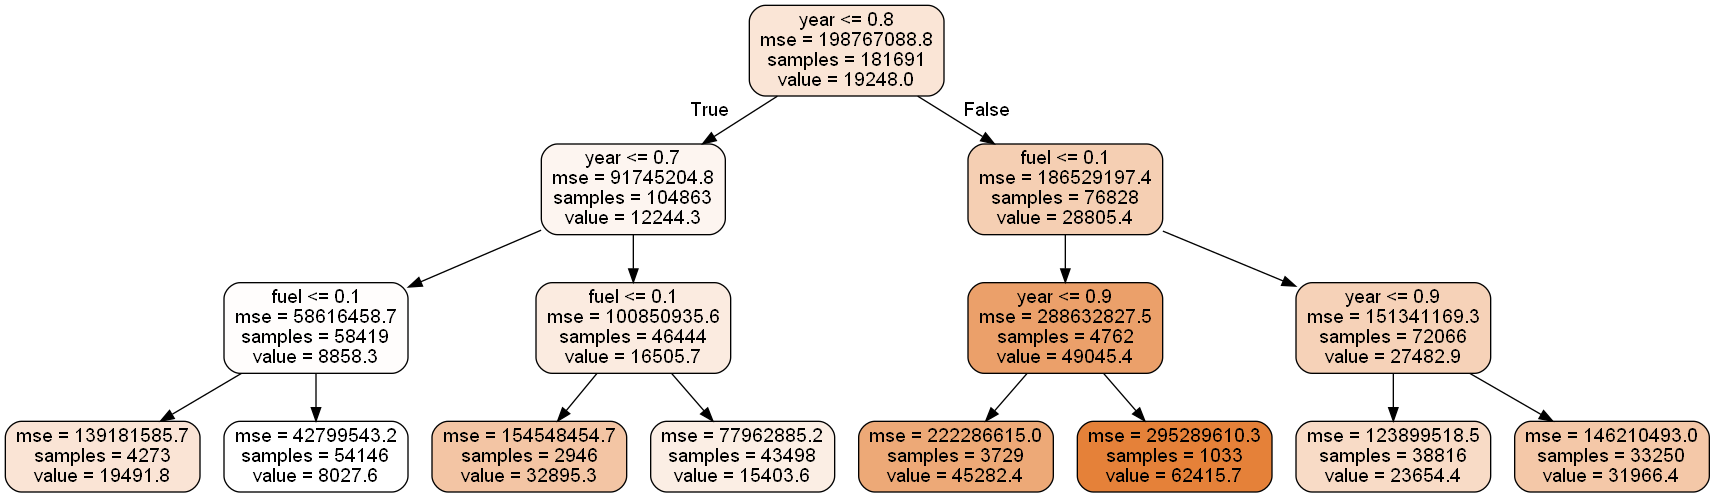 year <= 0.8
mse = 198767088.8
samples = 181691
value = 19248.0
True
False
year <= 0.7
mse = 91745204.8
samples = 104863
value = 12244.3
fuel <= 0.1
mse = 186529197.4
samples = 76828
value = 28805.4
fuel <= 0.1
mse = 58616458.7
samples = 58419
value = 8858.3
fuel <= 0.1
mse = 100850935.6
samples = 46444
value = 16505.7
year <= 0.9
mse = 288632827.5
samples = 4762
value = 49045.4
year <= 0.9
mse = 151341169.3
samples = 72066
value = 27482.9
mse = 139181585.7
samples = 4273
value = 19491.8
mse = 42799543.2
samples = 54146
value = 8027.6
mse = 154548454.7
samples = 2946
value = 32895.3
mse = 77962885.2
samples = 43498
value = 15403.6
mse = 222286615.0
samples = 3729
value = 45282.4
mse = 295289610.3
samples = 1033
value = 62415.7
mse = 123899518.5
samples = 38816
value = 23654.4
mse = 146210493.0
samples = 33250
value = 31966.4